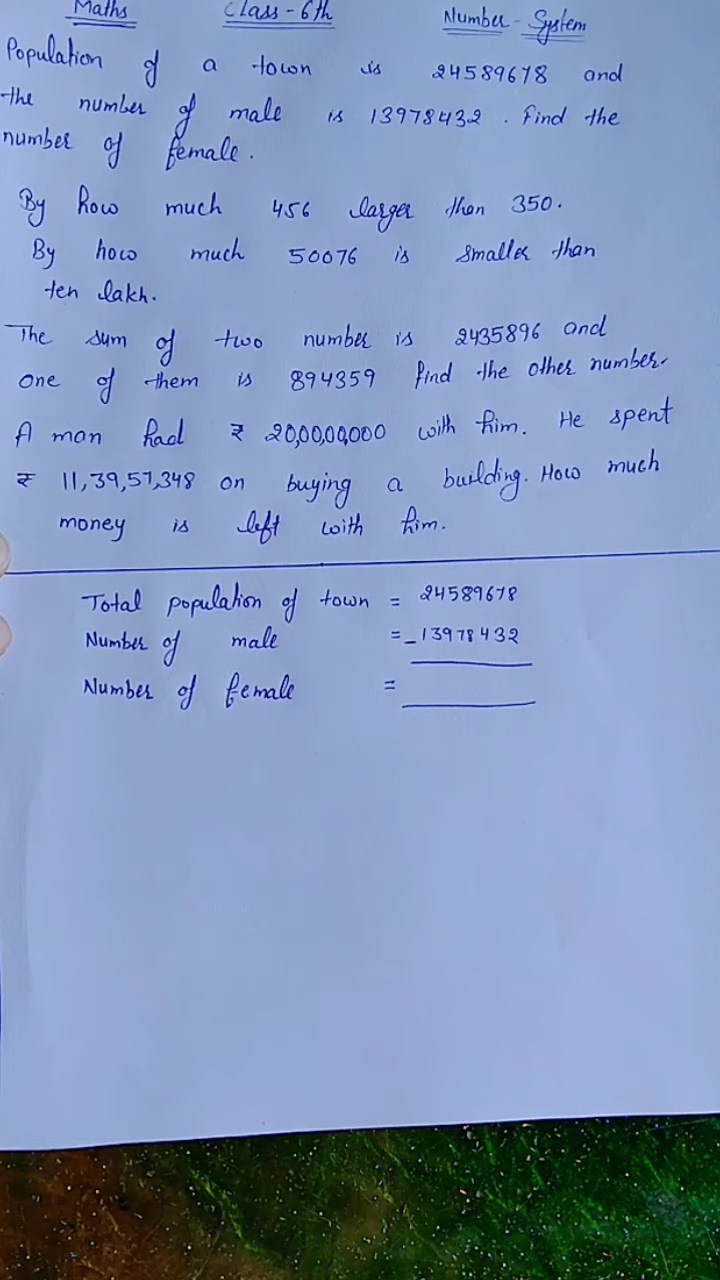 Maths Class - 6th Number - System
Population of a town is 24589678 and
the number of male is 13978432 . Find the
number of female .
By how much 456 larger than 350.
By how much 50076 is smaller than
ten lakh.
The sum of two number is 2435896 and
one of them is 894359 find the other number.
A man had ₹ 20,00,00,000 with him. He spent
₹ 11,39,57,348 on buying a building. How much
money is left with him.
Total population of town = 24589678
Number of male = - 13978432
Number of female =